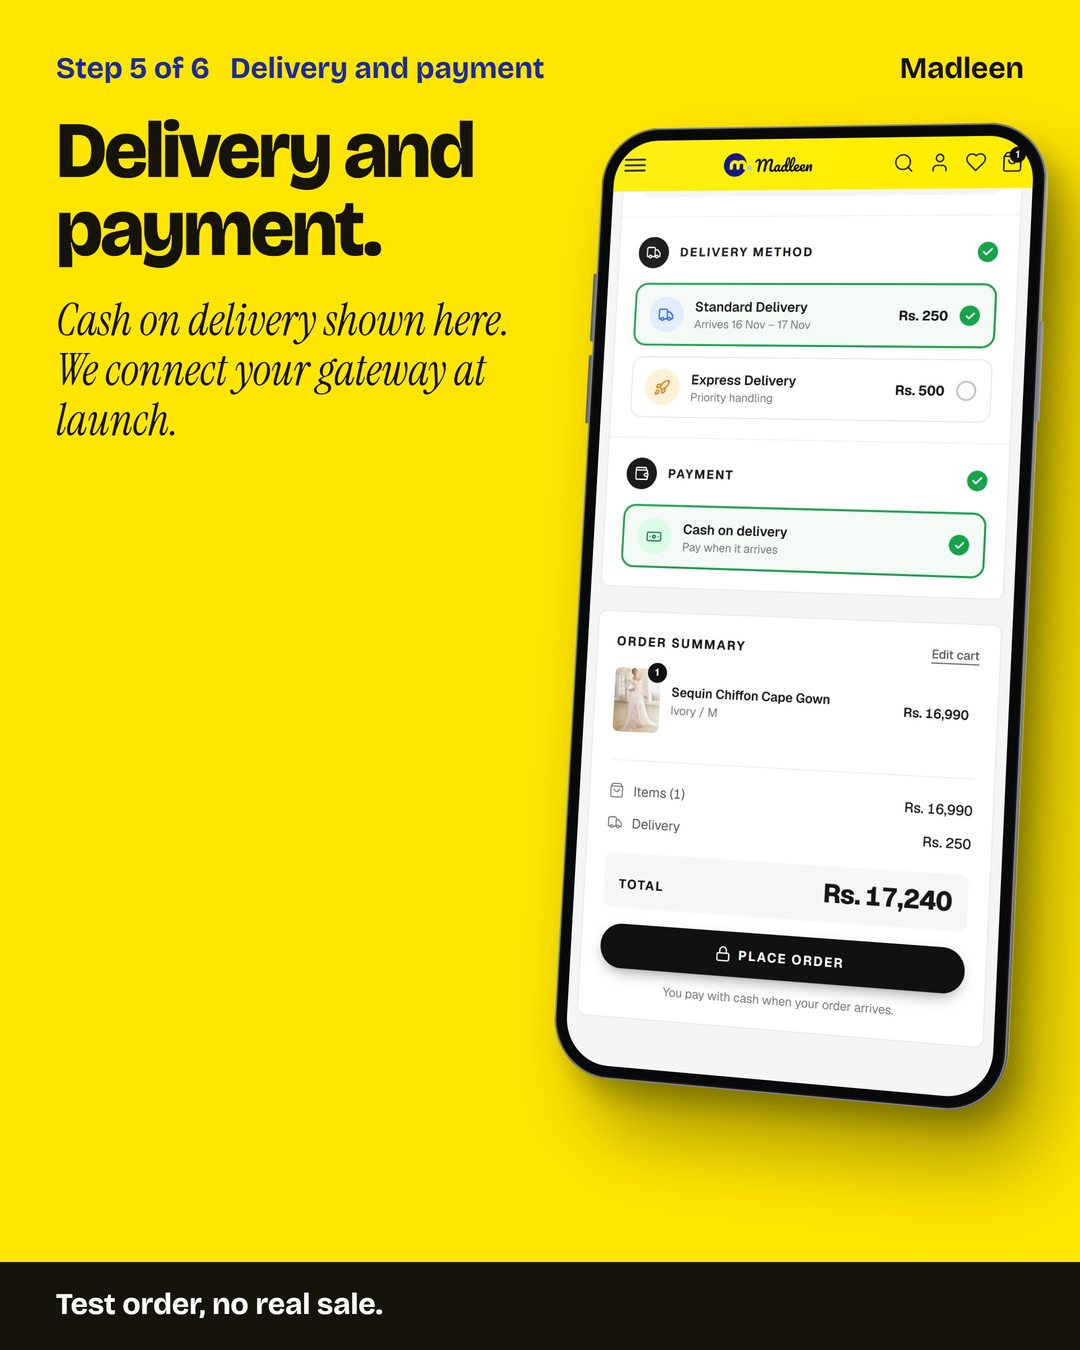 Step 5 of 6 Delivery and payment
Madleen
Delivery and
payment.
Cash on delivery shown here.
We connect your gateway at
launch.
m. Madleen
1
DELIVERY METHOD
Standard Delivery
Arrives 16 Nov – 17 Nov
Rs. 250
Express Delivery
Priority handling
Rs. 500
PAYMENT
Cash on delivery
Pay when it arrives
ORDER SUMMARY
Edit cart
1
Sequin Chiffon Cape Gown
Ivory / M
Rs. 16,990
Items (1)
Rs. 16,990
Delivery
Rs. 250
TOTAL
Rs. 17,240
PLACE ORDER
You pay with cash when your order arrives.
Test order, no real sale.